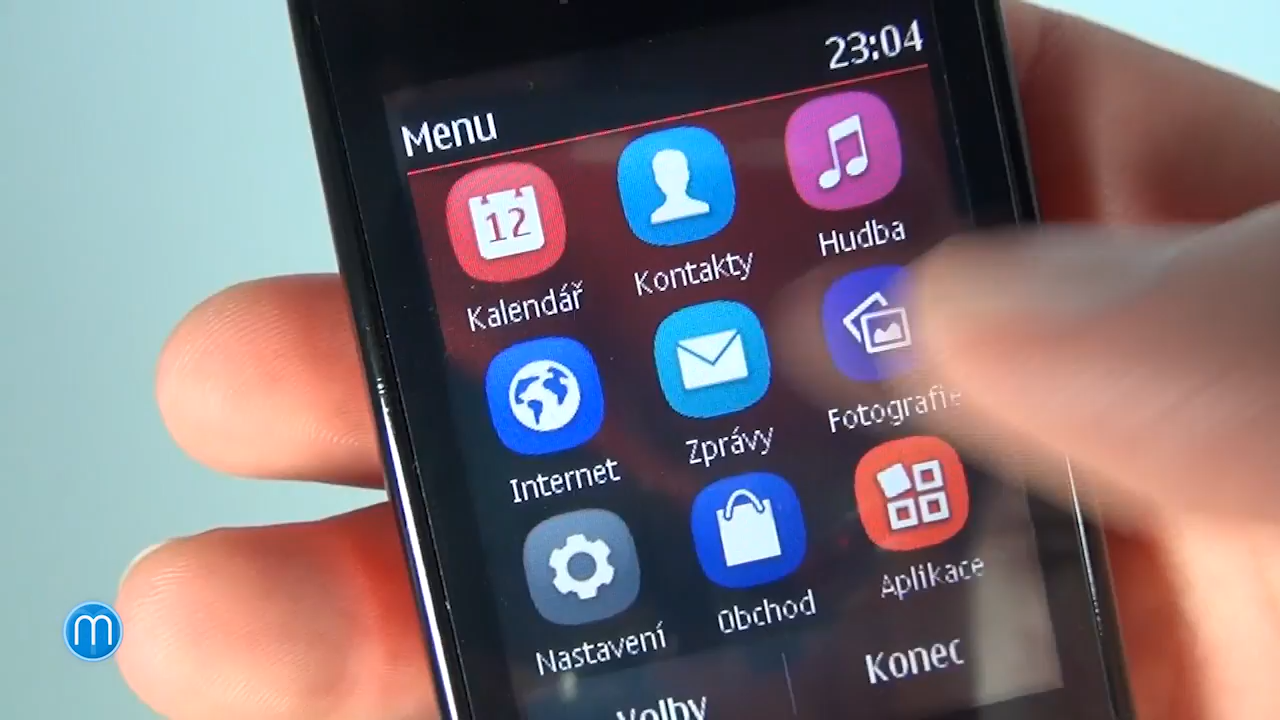 23:04
Menu
12
Kalendář
Kontakty
Hudba
Internet
Zprávy
Fotografie
Nastavení
Obchod
Aplikace
Volby
Konec
m